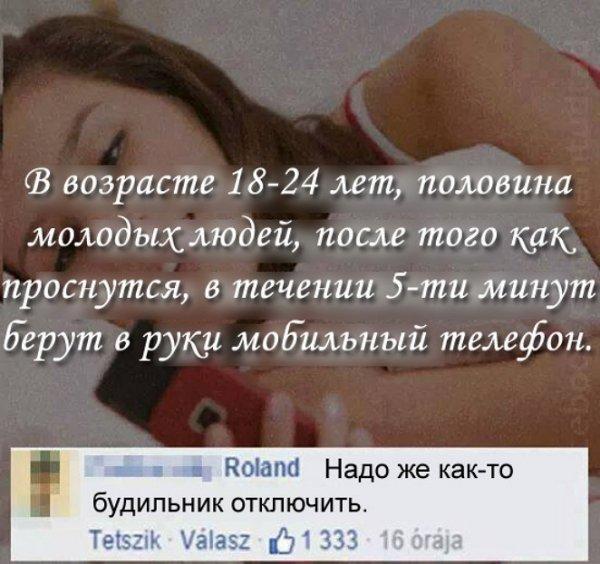 В возрасте 18-24 лет, половина
молодых людей, после того как
проснутся, в течении 5-ти минут
берут в руки мобильный телефон.
Roland Надо же как-то
будильник отключить.
Tetszik · Válasz · 1 333 · 16 órája